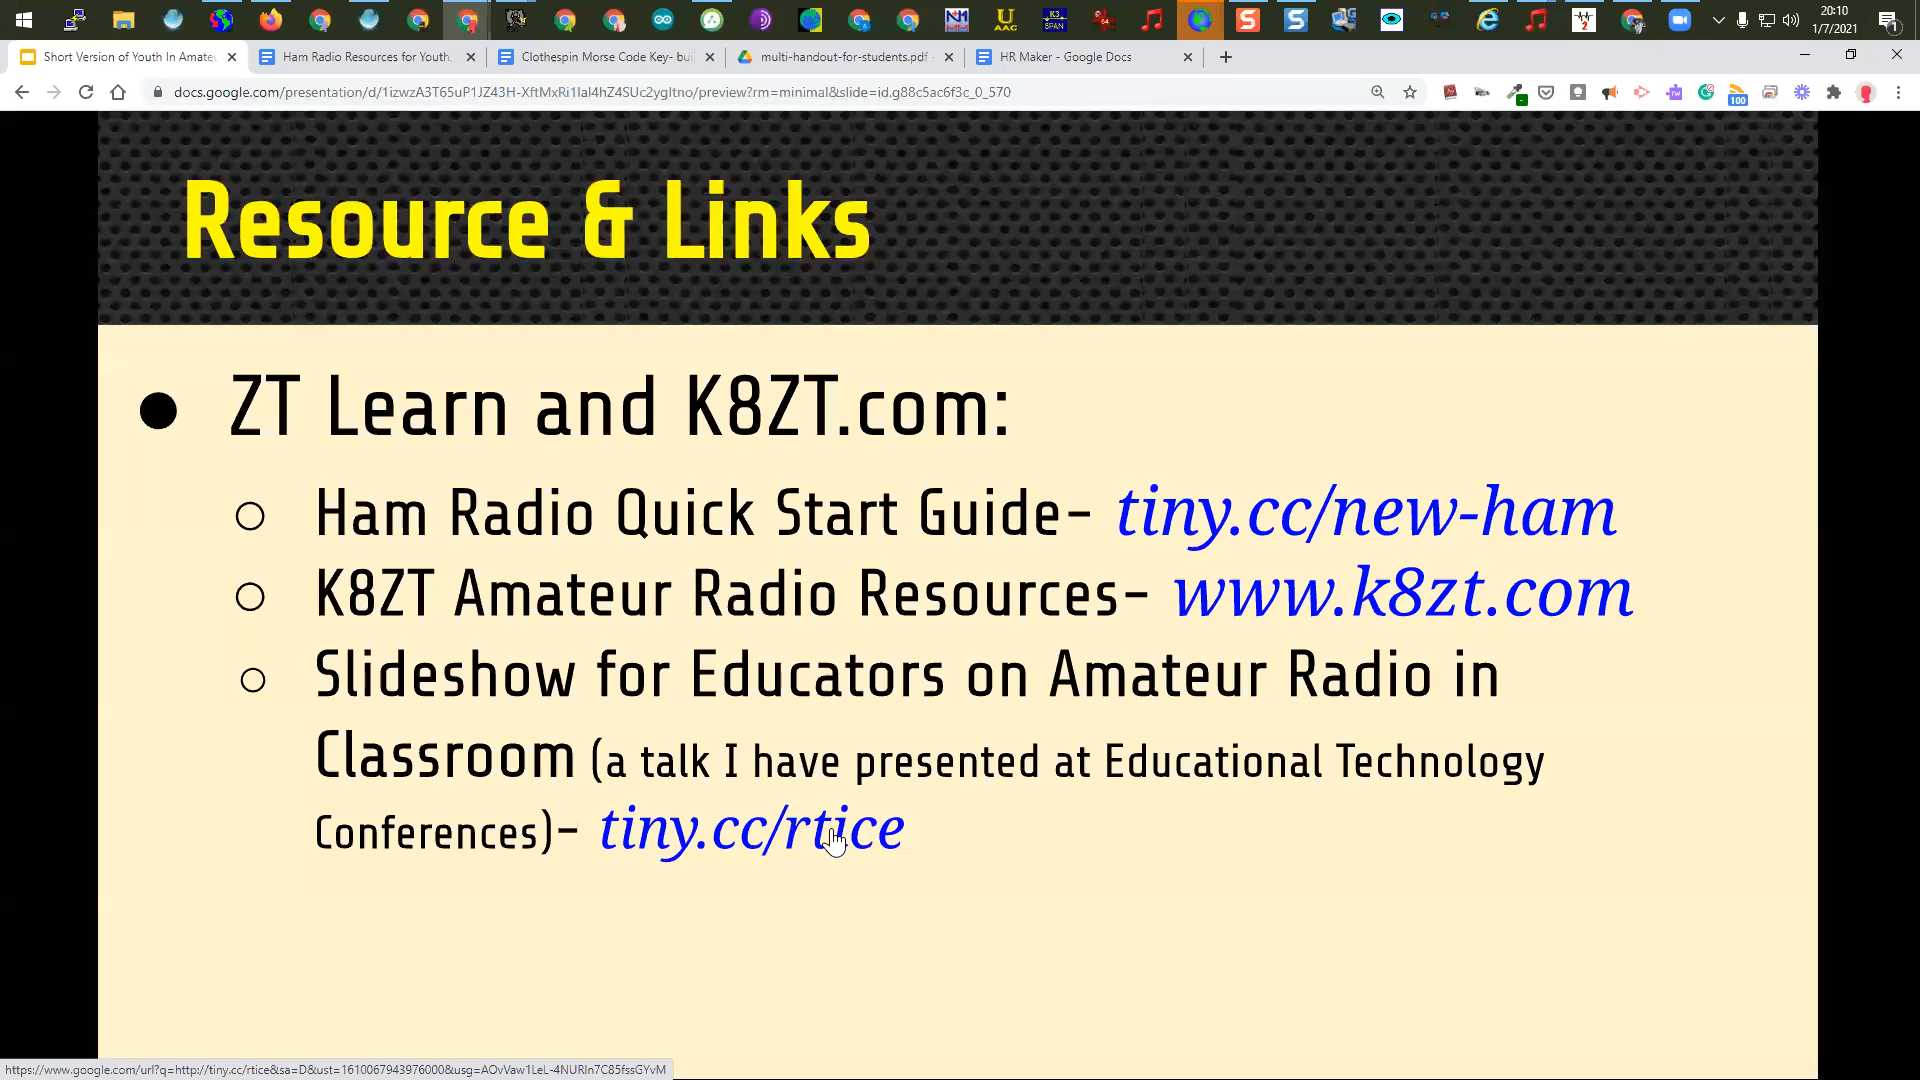 20:10
1/7/2021
Short Version of Youth In Amateu
Ham Radio Resources for Youth,
Clothespin Morse Code Key- bui
multi-handout-for-students.pdf -
HR Maker - Google Docs
docs.google.com/presentation/d/1izwzA3T65uP1JZ43H-XftMxRi1lal4hZ4SUc2ygltno/preview?rm=minimal&slide=id.g88c5ac6f3c_0_570
100
Resource & Links
● ZT Learn and K8ZT.com:
○ Ham Radio Quick Start Guide- tiny.cc/new-ham
○ K8ZT Amateur Radio Resources- www.k8zt.com
○ Slideshow for Educators on Amateur Radio in
Classroom (a talk I have presented at Educational Technology
Conferences)- tiny.cc/rtice
https://www.google.com/url?q=http://tiny.cc/rtice&sa=D&ust=1610067943976000&usg=AOvVaw1LeL-4NURIn7C85fssGYvM